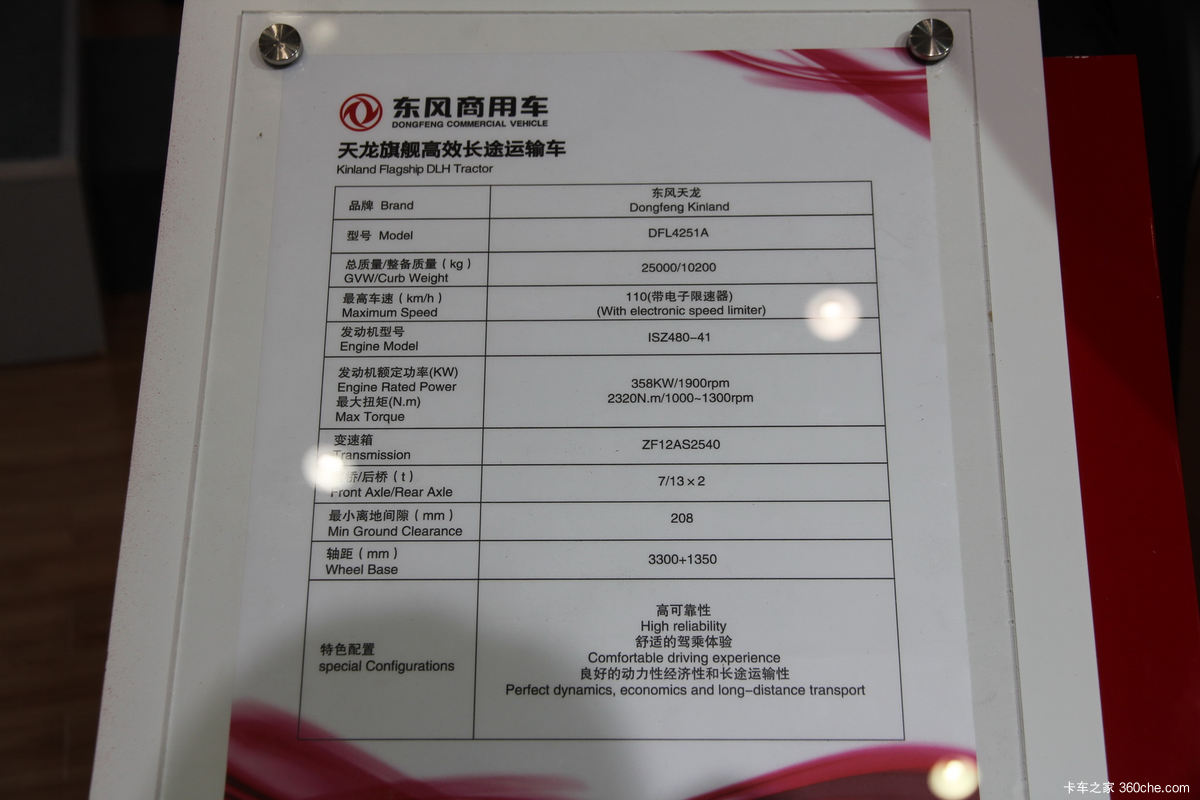 东风商用车
DONGFENG COMMERCIAL VEHICLE
天龙旗舰高效长途运输车
Kinland Flagship DLH Tractor
品牌 Brand
东风天龙
Dongfeng Kinland
型号 Model
DFL4251A
总质量/整备质量（kg）
GVW/Curb Weight
25000/10200
最高车速（km/h）
Maximum Speed
110(带电子限速器)
(With electronic speed limiter)
发动机型号
Engine Model
ISZ480-41
发动机额定功率(KW)
Engine Rated Power
最大扭矩(N.m)
Max Torque
358KW/1900rpm
2320N.m/1000~1300rpm
变速箱
Transmission
ZF12AS2540
桥/后桥（t）
Front Axle/Rear Axle
7/13×2
最小离地间隙（mm）
Min Ground Clearance
208
轴距（mm）
Wheel Base
3300+1350
特色配置
special Configurations
高可靠性
High reliability
舒适的驾乘体验
Comfortable driving experience
良好的动力性经济性和长途运输性
Perfect dynamics, economics and long-distance transport
卡车之家 360che.com